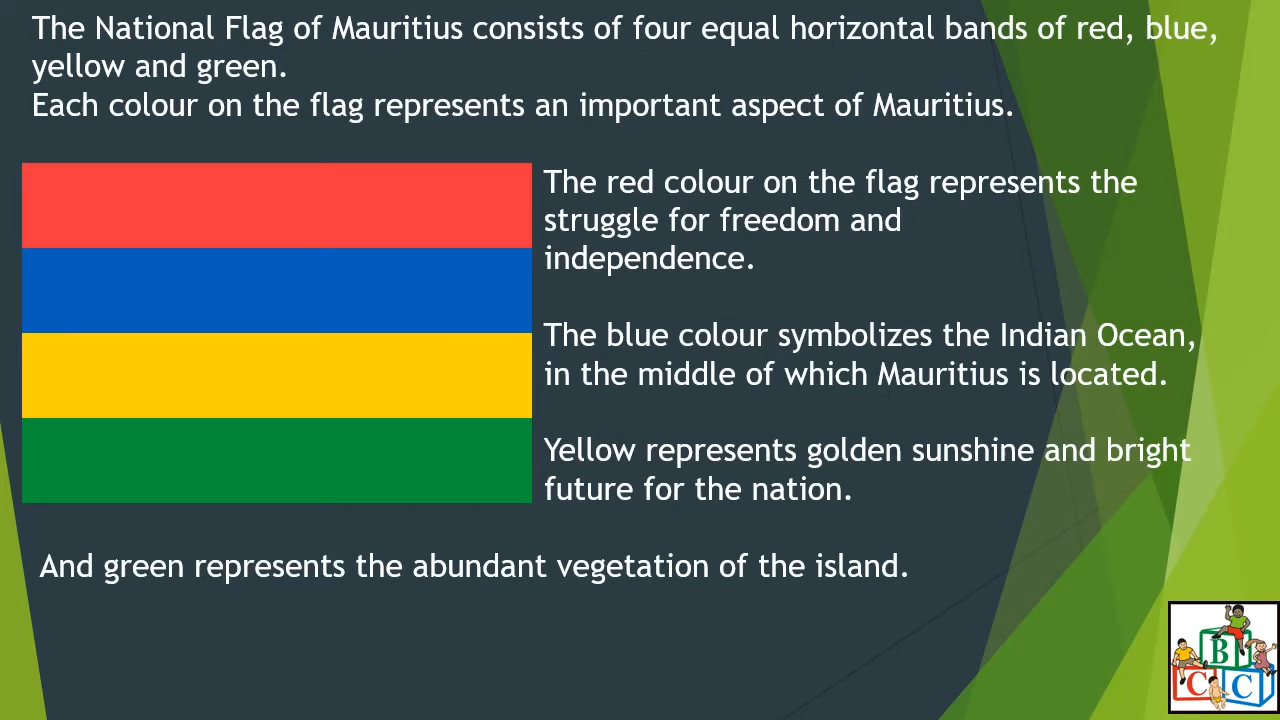 The National Flag of Mauritius consists of four equal horizontal bands of red, blue,
yellow and green.
Each colour on the flag represents an important aspect of Mauritius.
The red colour on the flag represents the
struggle for freedom and
independence.
The blue colour symbolizes the Indian Ocean,
in the middle of which Mauritius is located.
Yellow represents golden sunshine and bright
future for the nation.
And green represents the abundant vegetation of the island.
B
C C